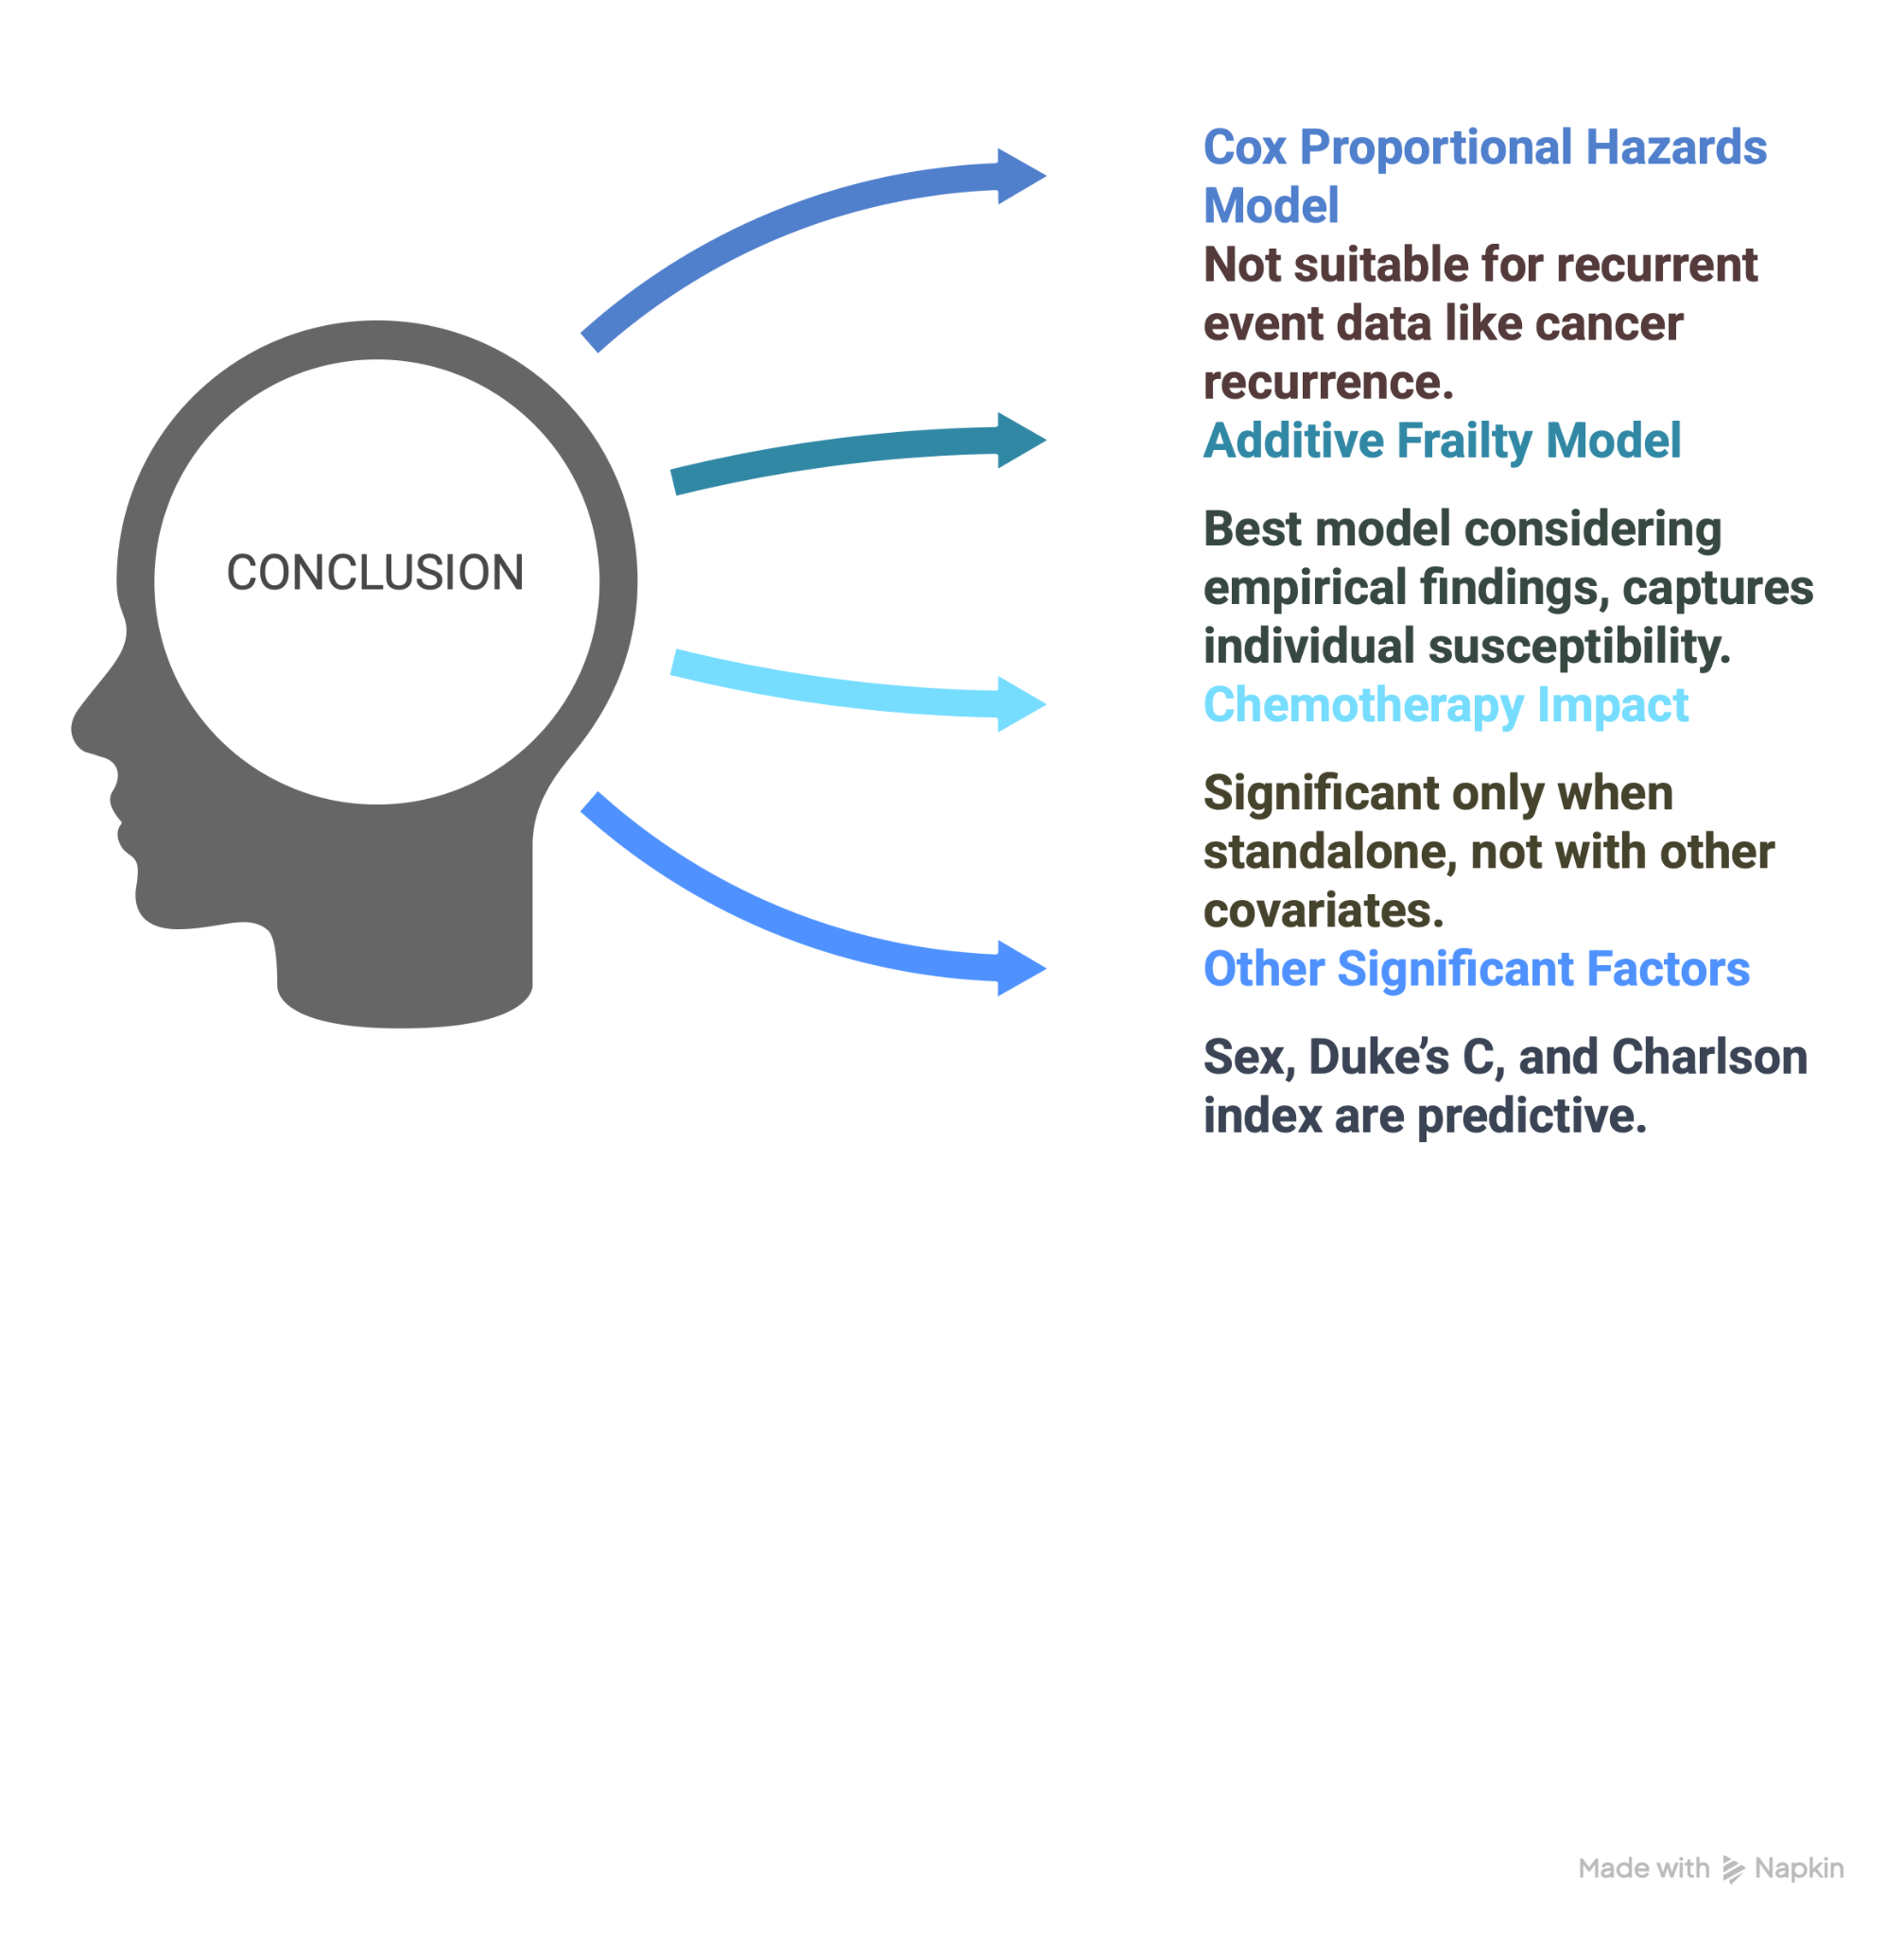 CONCLUSION
Cox Proportional Hazards
Model
Not suitable for recurrent
event data like cancer
recurrence.
Additive Frailty Model
Best model considering
empirical findings, captures
individual susceptibility.
Chemotherapy Impact
Significant only when
standalone, not with other
covariates.
Other Significant Factors
Sex, Duke’s C, and Charlson
index are predictive.
Made with Napkin